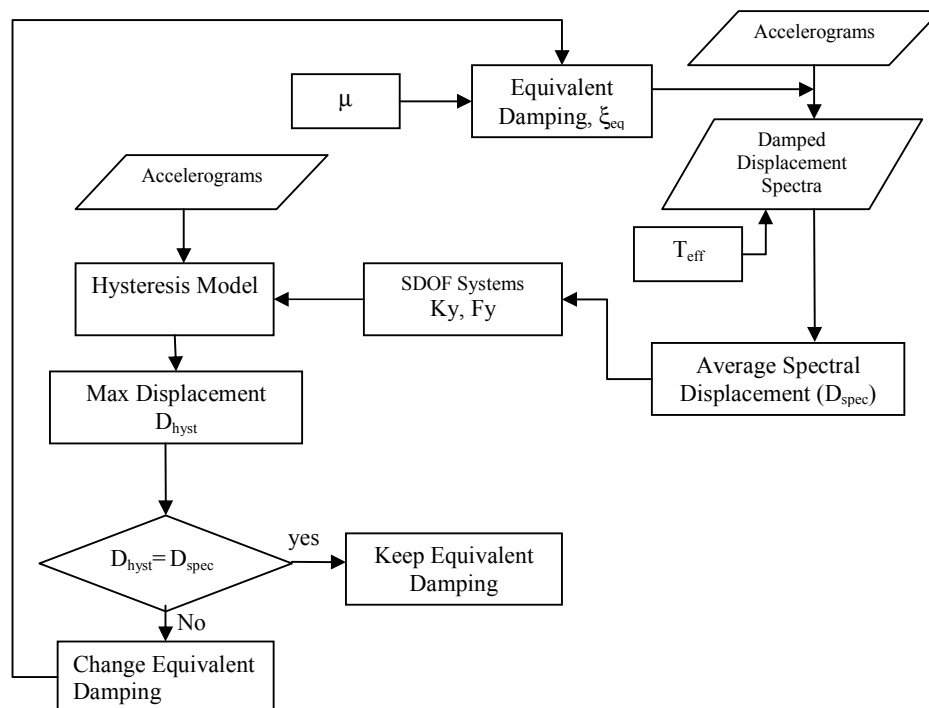 Accelerograms
μ
Equivalent
Damping, ξeq
Damped
Displacement
Spectra
Accelerograms
Teff
Hysteresis Model
SDOF Systems
Ky, Fy
Average Spectral
Displacement (Dspec)
Max Displacement
Dhyst
Dhyst= Dspec
yes
Keep Equivalent
Damping
No
Change Equivalent
Damping